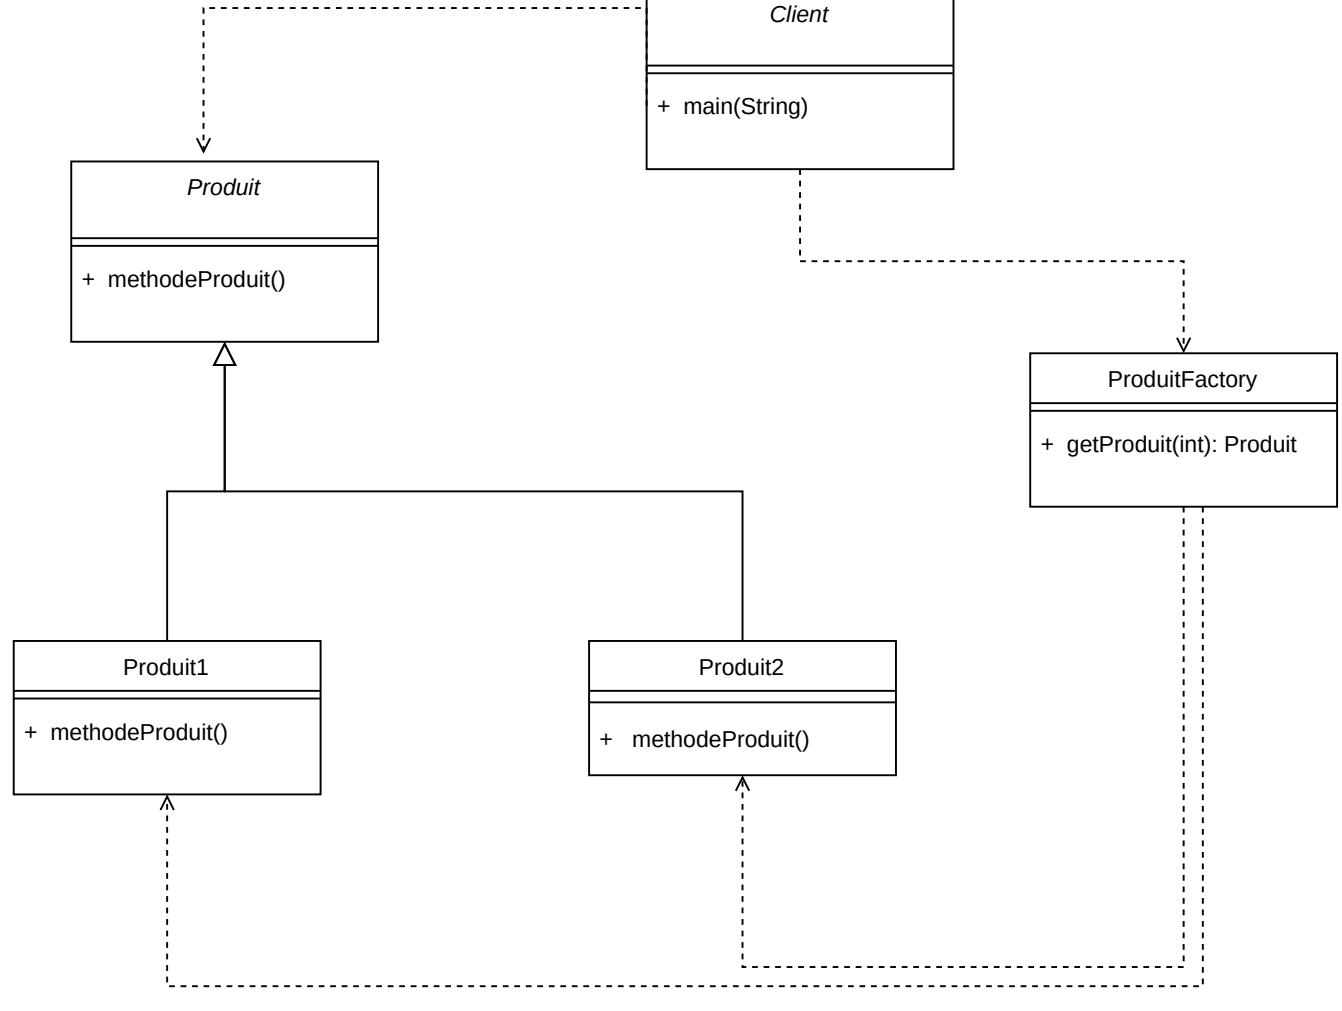 Client
+ main(String)
Produit
+ methodeProduit()
ProduitFactory
+ getProduit(int): Produit
Produit1
+ methodeProduit()
Produit2
+ methodeProduit()